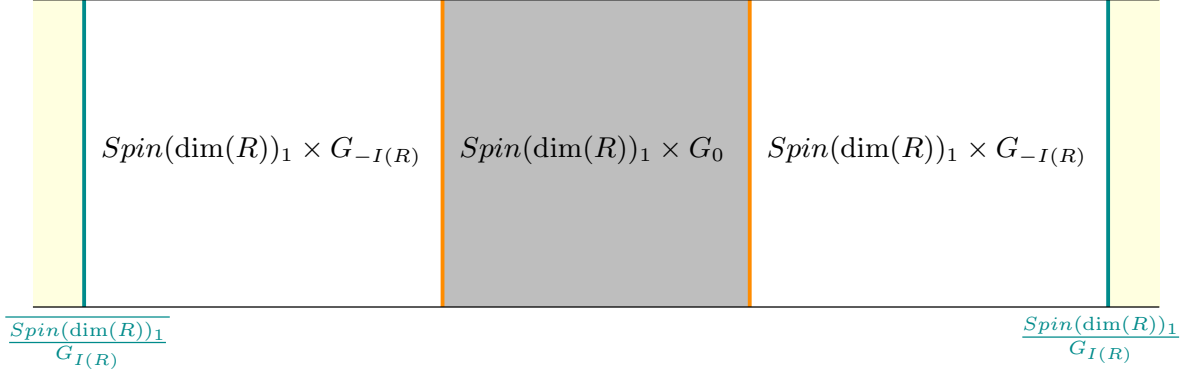 Spin(dim(R))₁ × G₋I(R) Spin(dim(R))₁ × G₀ Spin(dim(R))₁ × G₋I(R)
Spin(dim(R))₁ Spin(dim(R))₁
G_I(R) G_I(R)